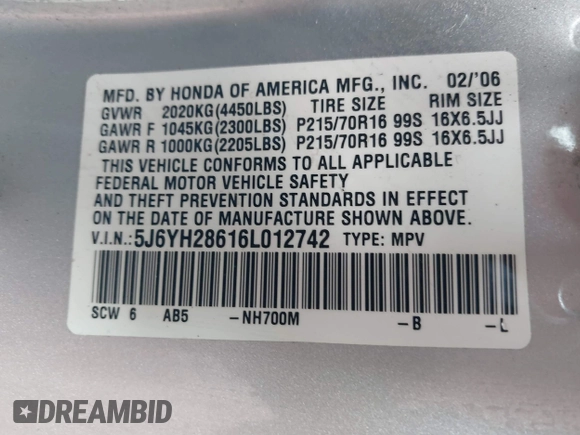 MFD. BY HONDA OF AMERICA MFG., INC. 02/'06
GVWR 2020KG(4450LBS) TIRE SIZE RIM SIZE
GAWR F 1045KG(2300LBS) P215/70R16 99S 16X6.5JJ
GAWR R 1000KG(2205LBS) P215/70R16 99S 16X6.5JJ
THIS VEHICLE CONFORMS TO ALL APPLICABLE
FEDERAL MOTOR VEHICLE SAFETY
AND THEFT PREVENTION STANDARDS IN EFFECT
ON THE DATE OF MANUFACTURE SHOWN ABOVE.
V.I.N.: 5J6YH28616L012742 TYPE: MPV
SCW 6 AB5 -NH700M -B -L
DREAMBID